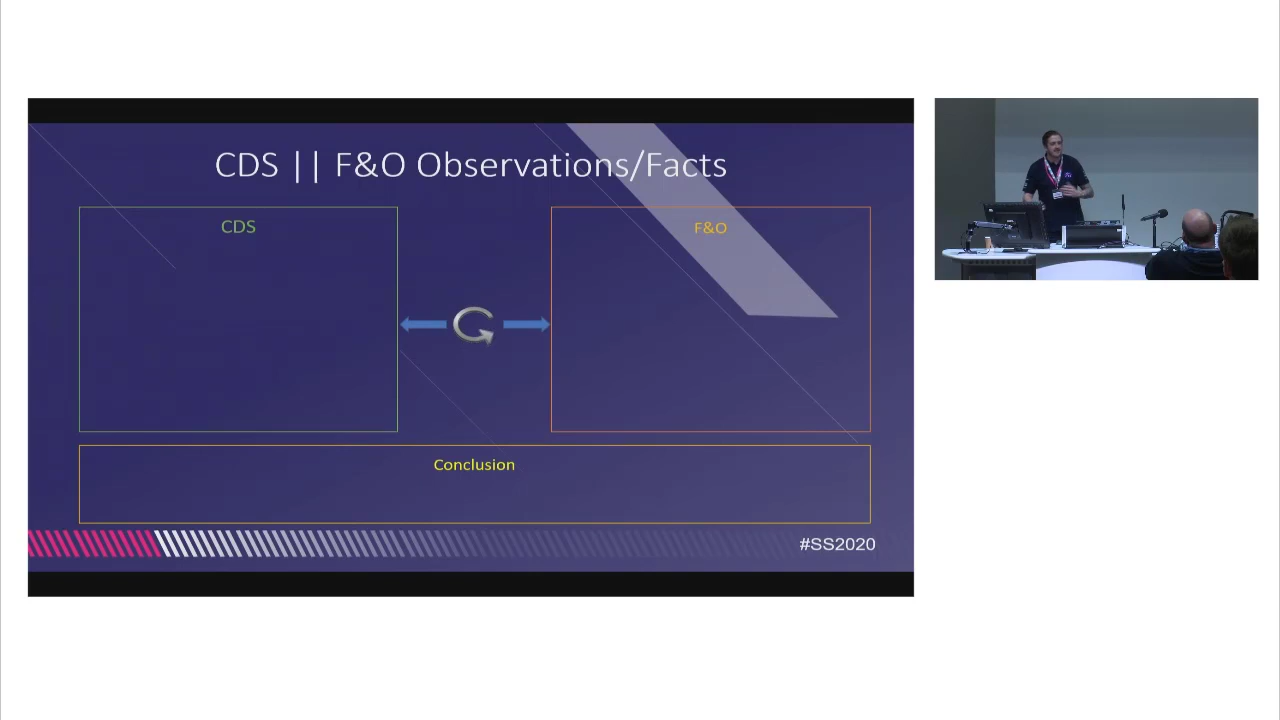 CDS || F&O Observations/Facts
CDS
F&O
Conclusion
#SS2020